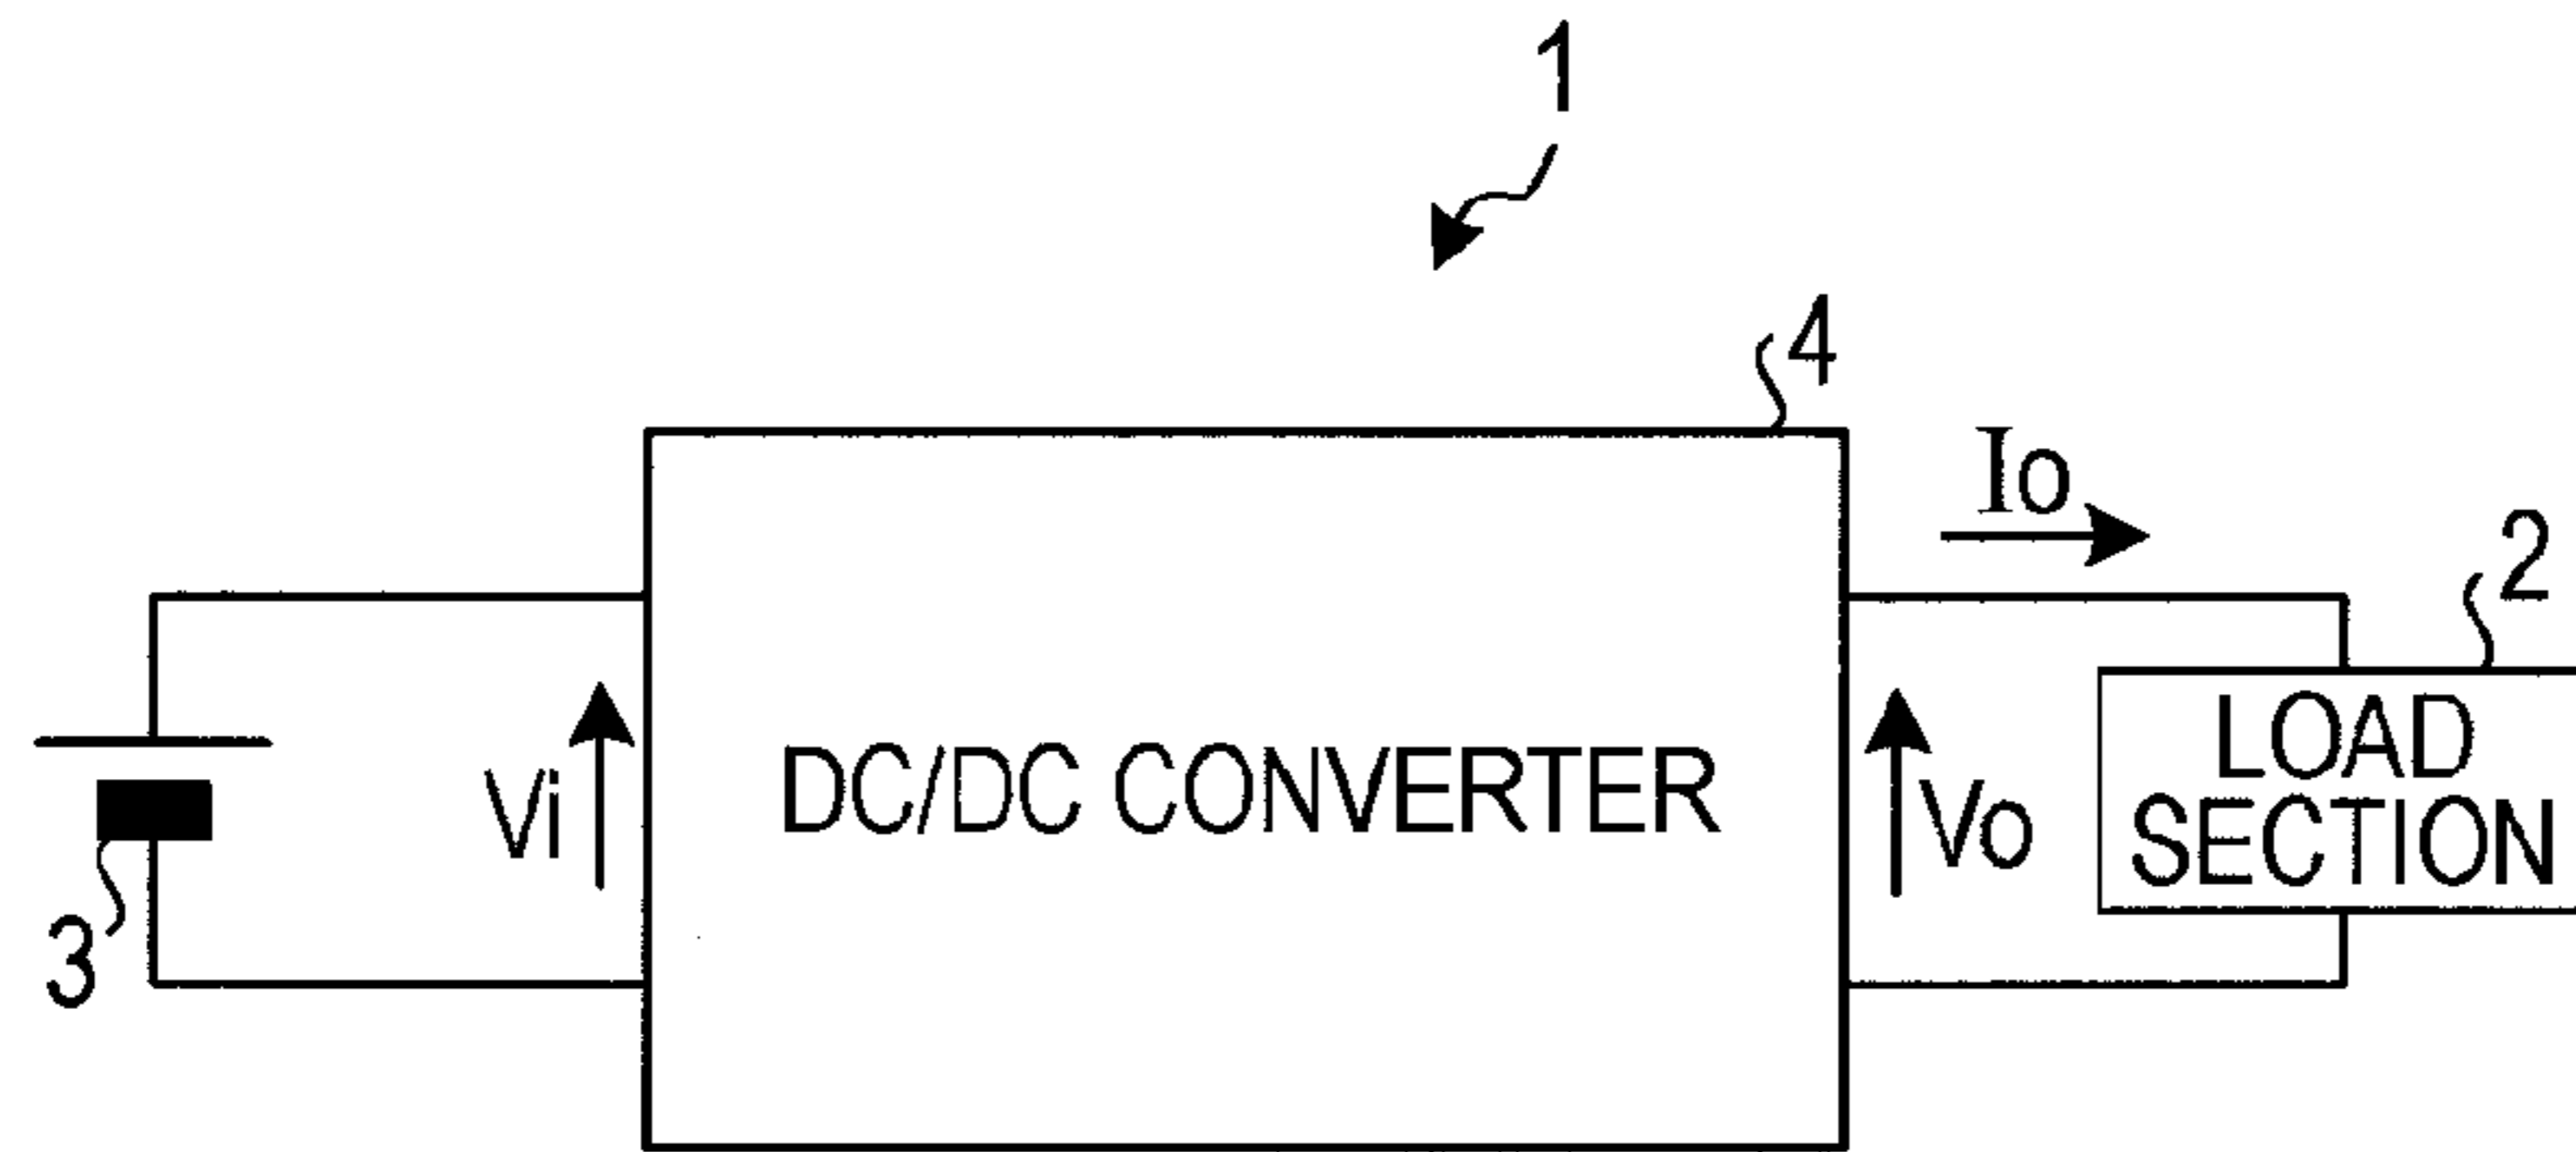 1
4
Io
2
Vi
DC/DC CONVERTER
Vo
LOAD
SECTION
3